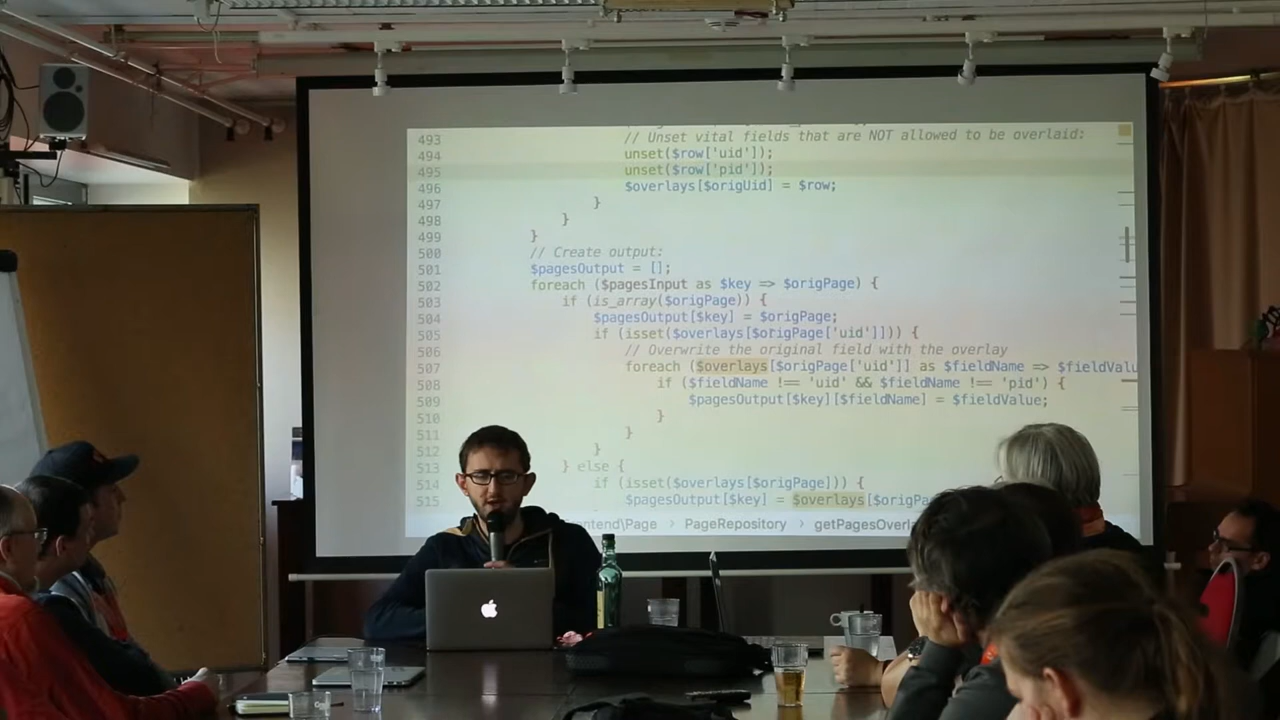 493 // Unset vital fields that are NOT allowed to be overlaid:
494 unset($row['uid']);
495 unset($row['pid']);
496 $overlays[$origUid] = $row;
497 }
498 }
499 }
500 // Create output:
501 $pagesOutput = [];
502 foreach ($pagesInput as $key => $origPage) {
503 if (is_array($origPage)) {
504 $pagesOutput[$key] = $origPage;
505 if (isset($overlays[$origPage['uid']])) {
506 // Overwrite the original field with the overlay
507 foreach ($overlays[$origPage['uid']] as $fieldName => $fieldValu
508 if ($fieldName !== 'uid' && $fieldName !== 'pid') {
509 $pagesOutput[$key][$fieldName] = $fieldValue;
510 }
511 }
512 }
513 } else {
514 if (isset($origPage])) {
515 $pagesOutput[$key] = $overlays[$origPa
ntend\Page > PageRepository > getPagesOverla